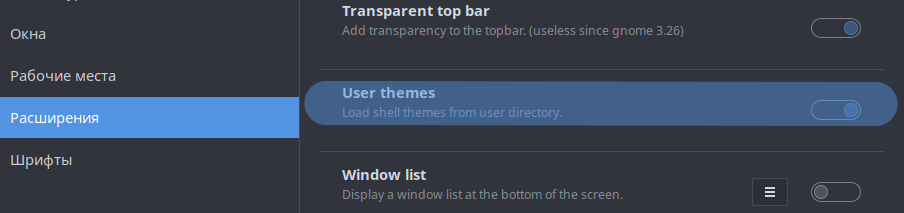 Transparent top bar
Add transparency to the topbar. (useless since gnome 3.26)
Окна
Рабочие места
User themes
Load shell themes from user directory.
Расширения
Шрифты
Window list
Display a window list at the bottom of the screen.